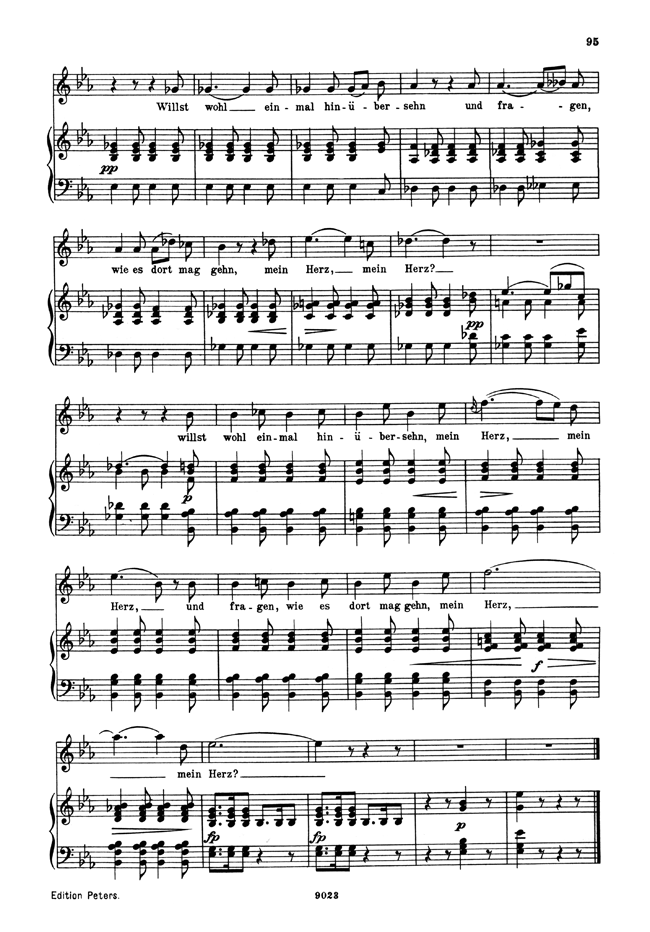 95
Willst wohl ein-mal hin-ü-ber-sehn und fra-gen,
pp
wie es dort mag gehn, mein Herz, mein Herz?
pp
willst wohl ein-mal hin-ü-ber-sehn, mein Herz, mein
p
Herz, und fra-gen, wie es dort mag gehn, mein Herz,
f
mein Herz?
fp fp p
Edition Peters. 9023